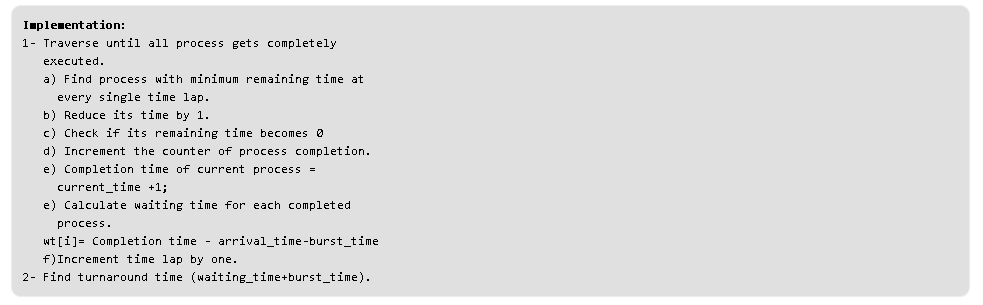 Implementation:
1- Traverse until all process gets completely
executed.
a) Find process with minimum remaining time at
every single time lap.
b) Reduce its time by 1.
c) Check if its remaining time becomes 0
d) Increment the counter of process completion.
e) Completion time of current process =
current_time +1;
e) Calculate waiting time for each completed
process.
wt[i]= Completion time - arrival_time-burst_time
f)Increment time lap by one.
2- Find turnaround time (waiting_time+burst_time).